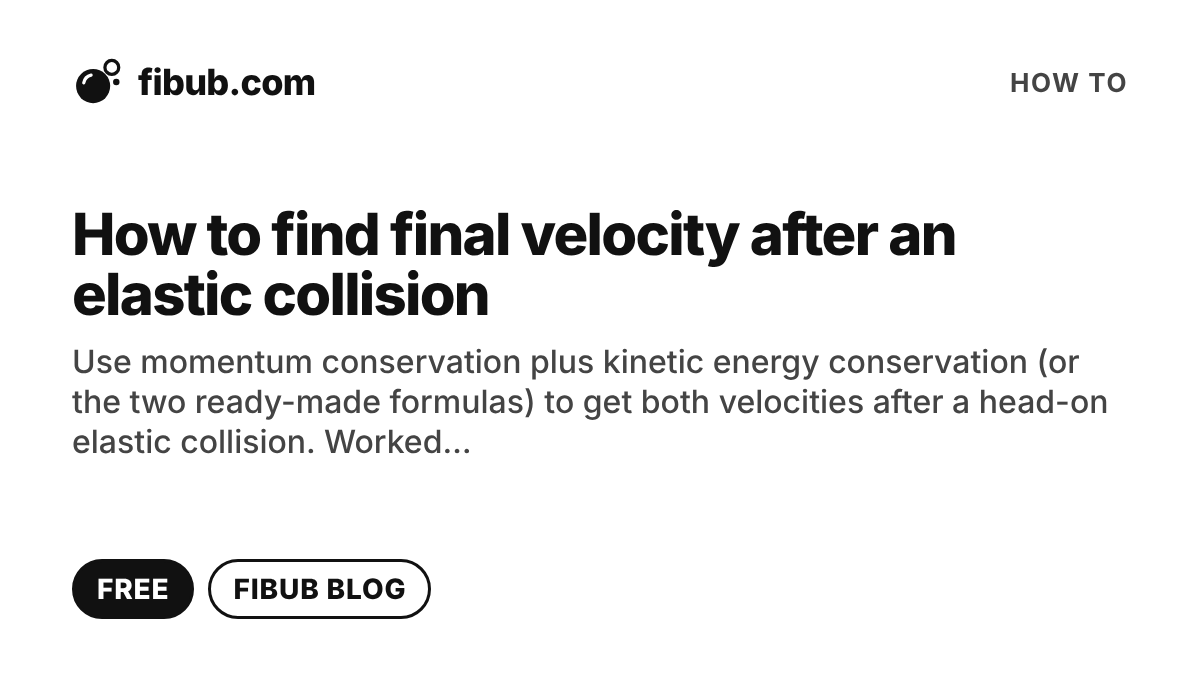 fibub.com
HOW TO
How to find final velocity after an
elastic collision
Use momentum conservation plus kinetic energy conservation (or
the two ready-made formulas) to get both velocities after a head-on
elastic collision. Worked...
FREE
FIBUB BLOG